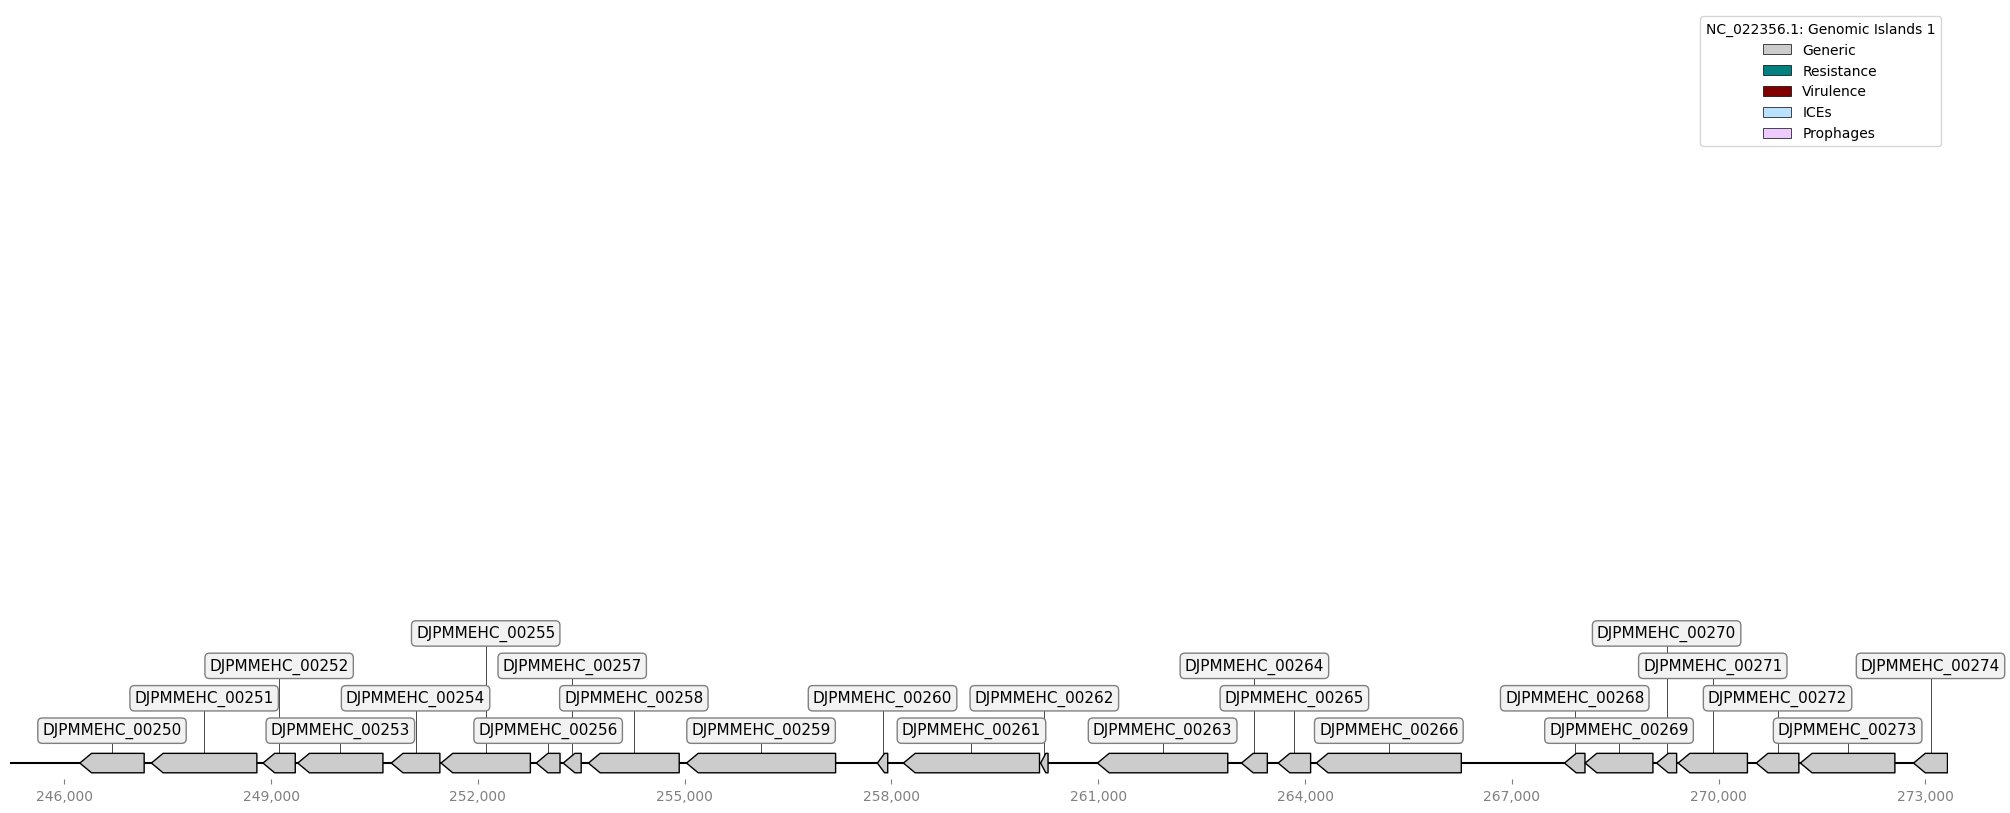 NC_022356.1: Genomic Islands 1
Generic
Resistance
Virulence
ICEs
Prophages
DJPMMEHC_00255
DJPMMEHC_00270
DJPMMEHC_00252
DJPMMEHC_00257
DJPMMEHC_00264
DJPMMEHC_00271
DJPMMEHC_00274
DJPMMEHC_00251
DJPMMEHC_00254
DJPMMEHC_00258
DJPMMEHC_00260
DJPMMEHC_00262
DJPMMEHC_00265
DJPMMEHC_00268
DJPMMEHC_00272
DJPMMEHC_00250
DJPMMEHC_00253
DJPMMEHC_00256
DJPMMEHC_00259
DJPMMEHC_00261
DJPMMEHC_00263
DJPMMEHC_00266
DJPMMEHC_00269
DJPMMEHC_00273
246,000
249,000
252,000
255,000
258,000
261,000
264,000
267,000
270,000
273,000